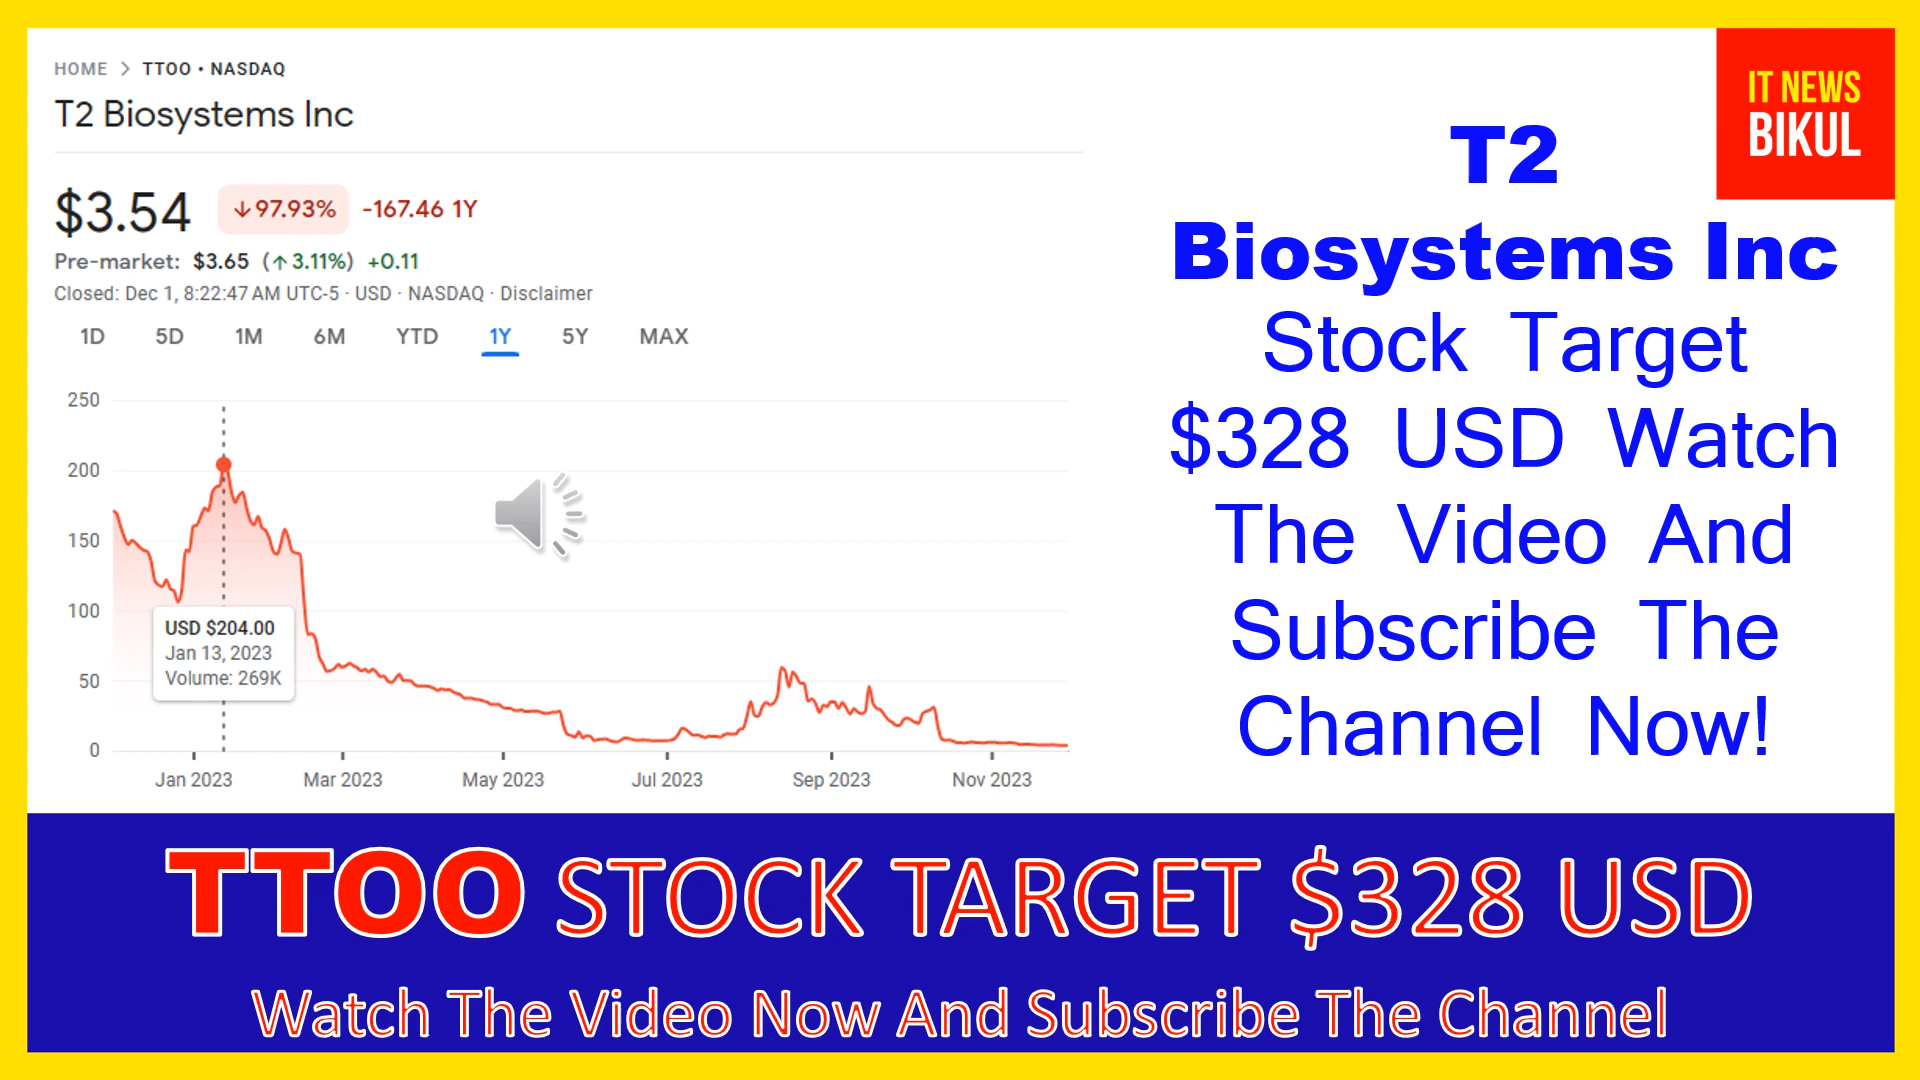 HOME > TTOO • NASDAQ
T2 Biosystems Inc
$3.54 ↓97.93% -167.46 1Y
Pre-market: $3.65 (↑3.11%) +0.11
Closed: Dec 1, 8:22:47 AM UTC-5 · USD · NASDAQ · Disclaimer
1D 5D 1M 6M YTD 1Y 5Y MAX
250
200
150
100
50
0
USD $204.00
Jan 13, 2023
Volume: 269K
Jan 2023 Mar 2023 May 2023 Jul 2023 Sep 2023 Nov 2023
IT NEWS
BIKUL
T2
Biosystems Inc
Stock Target
$328 USD Watch
The Video And
Subscribe The
Channel Now!
TTOO STOCK TARGET $328 USD
Watch The Video Now And Subscribe The Channel